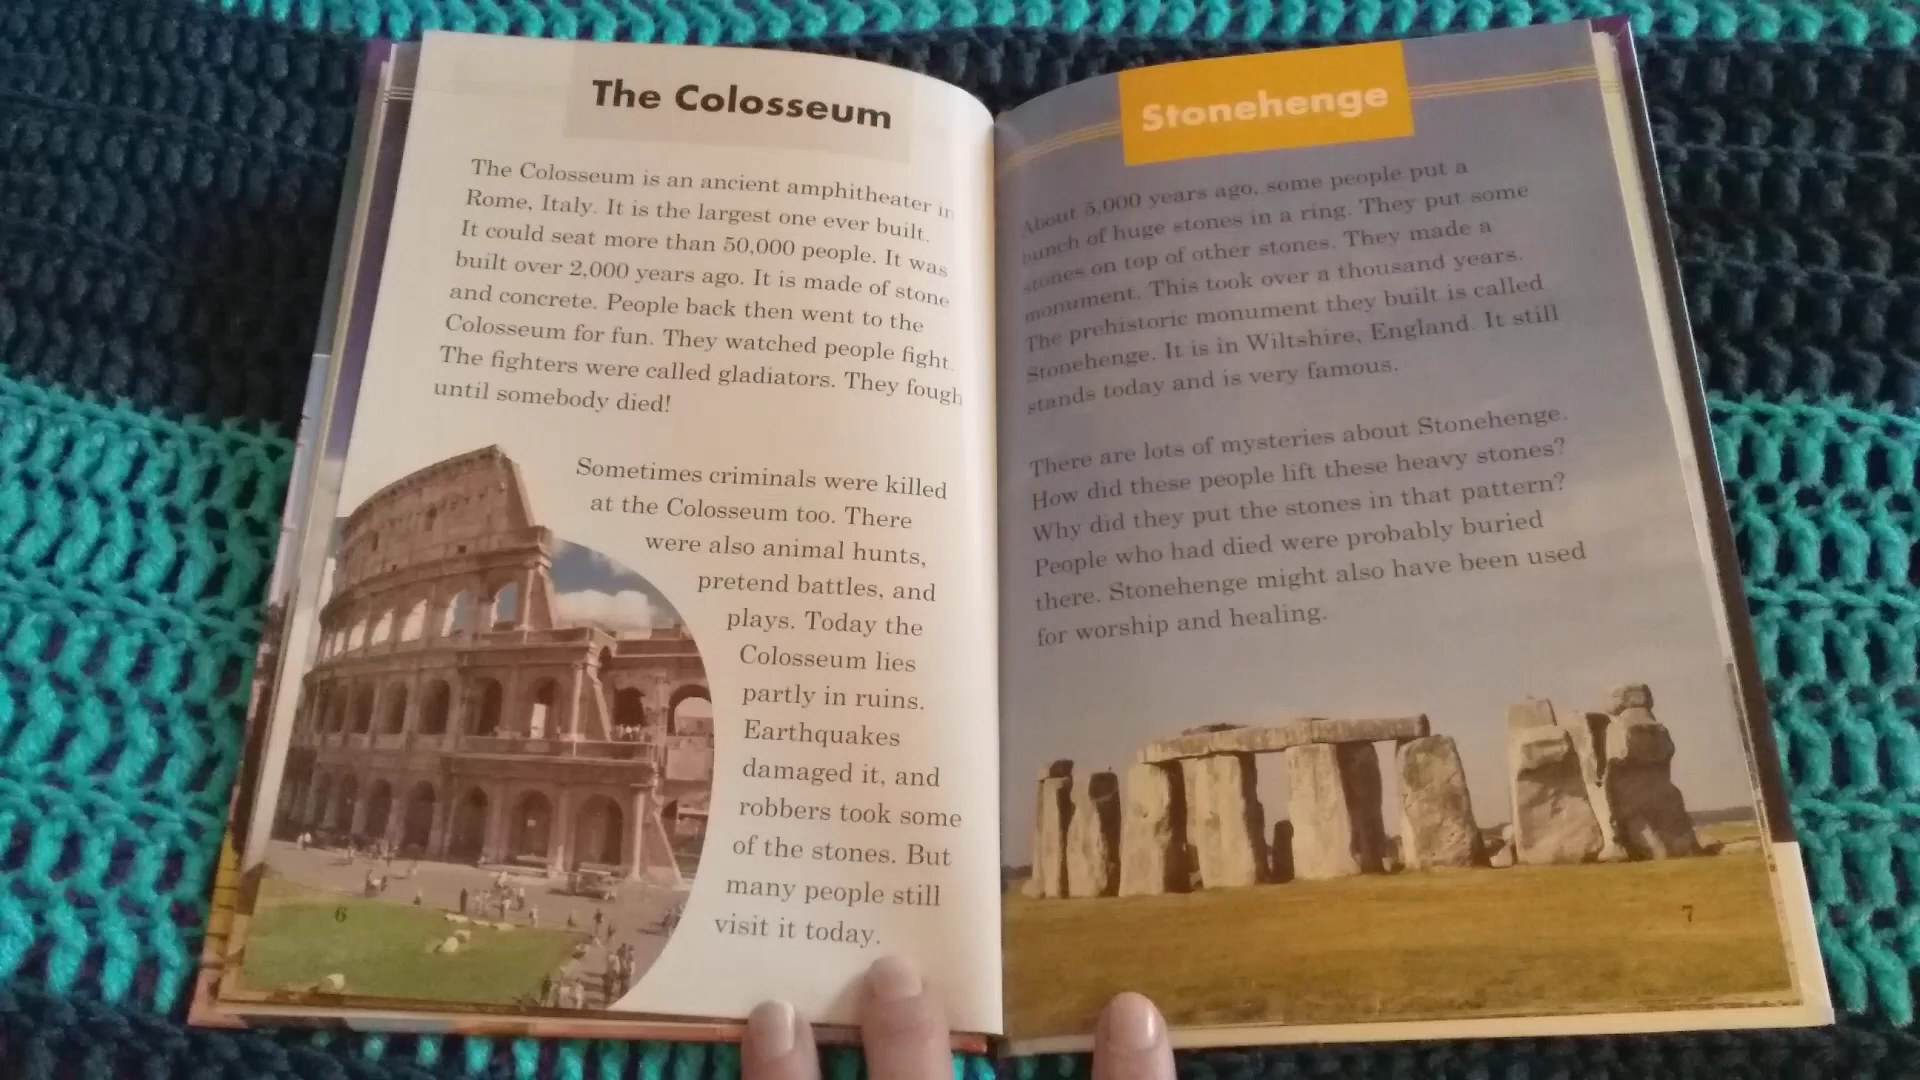 The Colosseum
The Colosseum is an ancient amphitheater in
Rome, Italy. It is the largest one ever built.
It could seat more than 50,000 people. It was
built over 2,000 years ago. It is made of stone
and concrete. People back then went to the
Colosseum for fun. They watched people fight.
The fighters were called gladiators. They fough
until somebody died!
Sometimes criminals were killed
at the Colosseum too. There
were also animal hunts,
pretend battles, and
plays. Today the
Colosseum lies
partly in ruins.
Earthquakes
damaged it, and
robbers took some
of the stones. But
many people still
visit it today.
6
Stonehenge
About 5,000 years ago, some people put a
bunch of huge stones in a ring. They put some
stones on top of other stones. They made a
monument. This took over a thousand years.
The prehistoric monument they built is called
Stonehenge. It is in Wiltshire, England. It still
stands today and is very famous.
There are lots of mysteries about Stonehenge.
How did these people lift these heavy stones?
Why did they put the stones in that pattern?
People who had died were probably buried
there. Stonehenge might also have been used
for worship and healing.
7